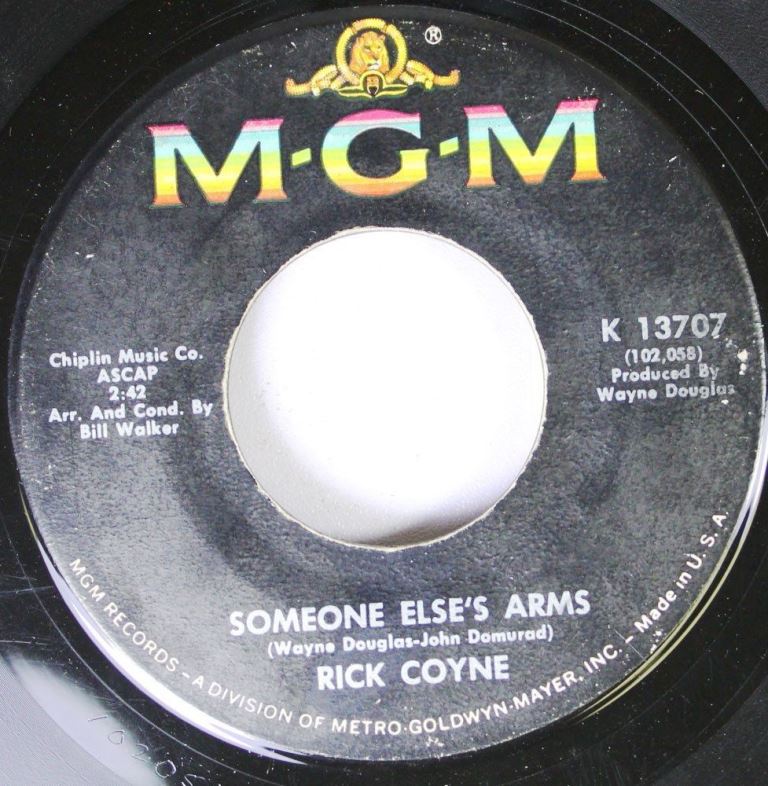 ®
M·G·M
Chiplin Music Co.
ASCAP
2:42
Arr. And Cond. By
Bill Walker
K 13707
(102,058)
Produced By
Wayne Douglas
SOMEONE ELSE'S ARMS
(Wayne Douglas-John Domurad)
RICK COYNE
MGM RECORDS – A DIVISION OF METRO·GOLDWYN·MAYER, INC. – Made in U. S. A.